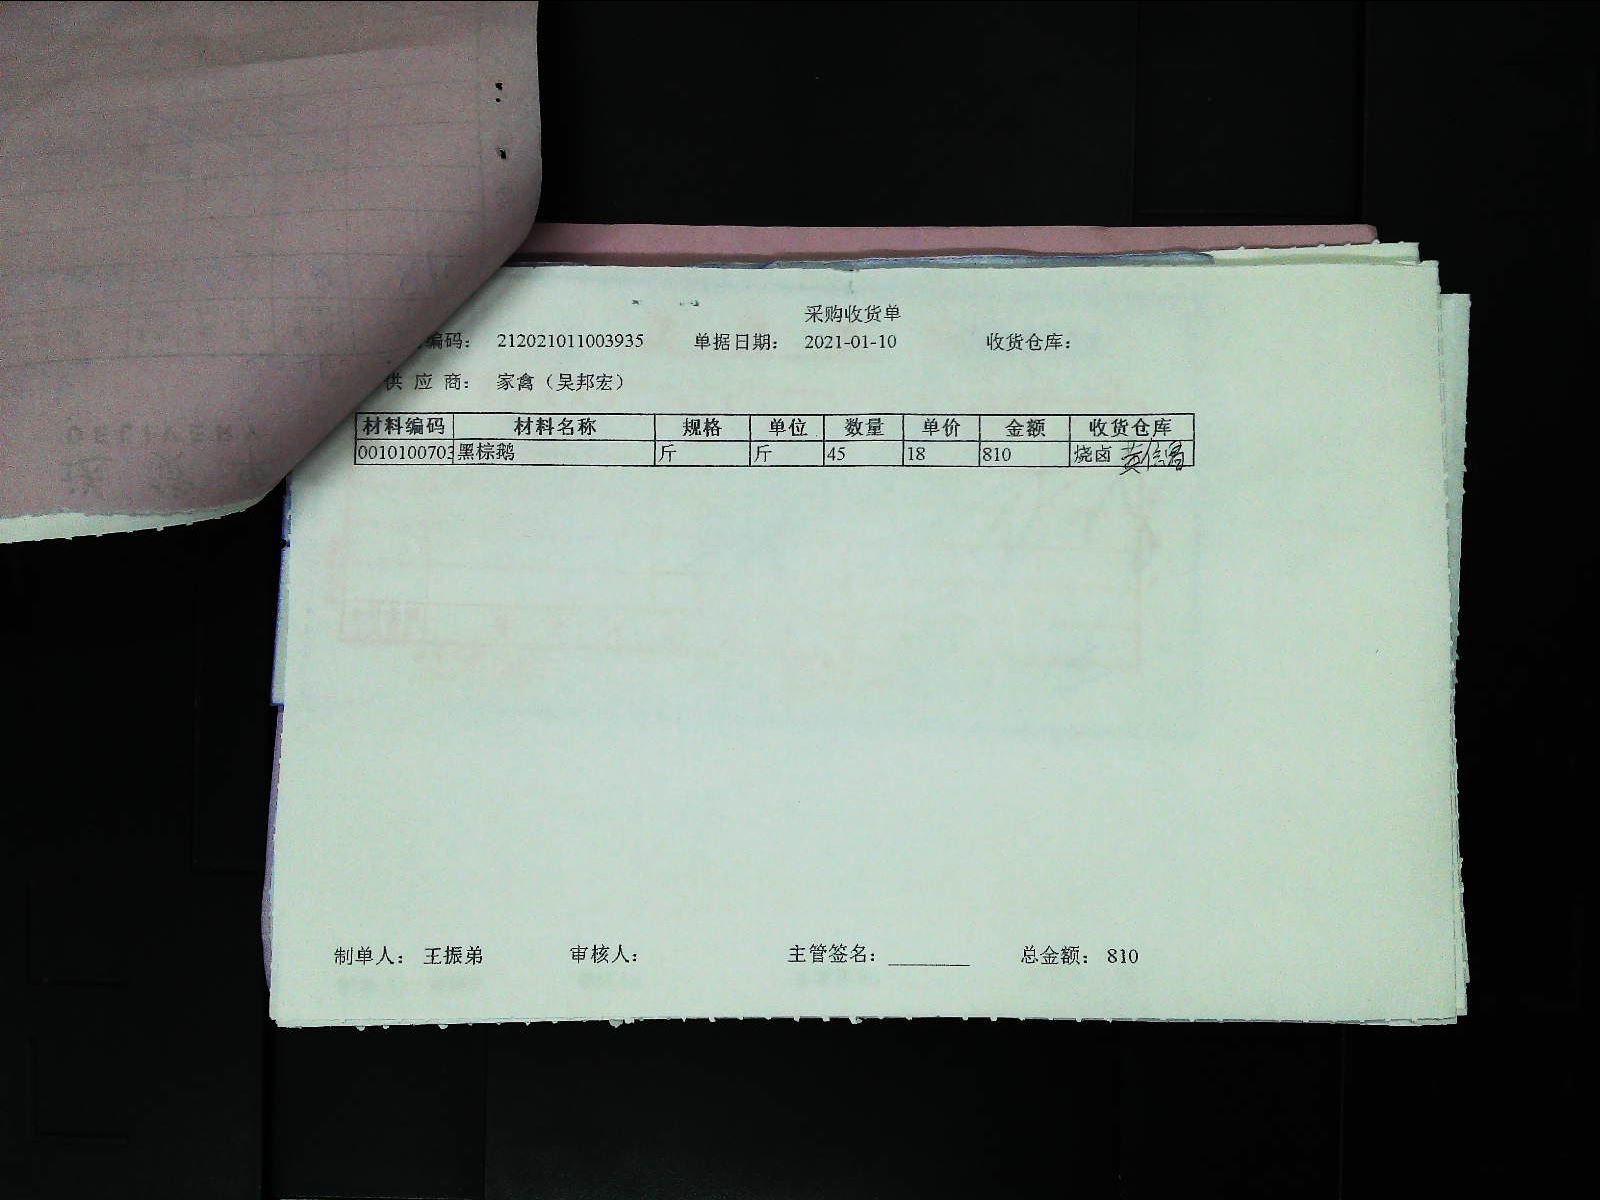 采购收货单
编码： 212021011003935 单据日期： 2021-01-10 收货仓库：
供 应 商： 家禽（吴邦宏）
材料编码 材料名称 规格 单位 数量 单价 金额 收货仓库
0010100703 黑棕鹅 斤 斤 45 18 810 烧卤
制单人： 王振弟 审核人： 主管签名： 总金额： 810